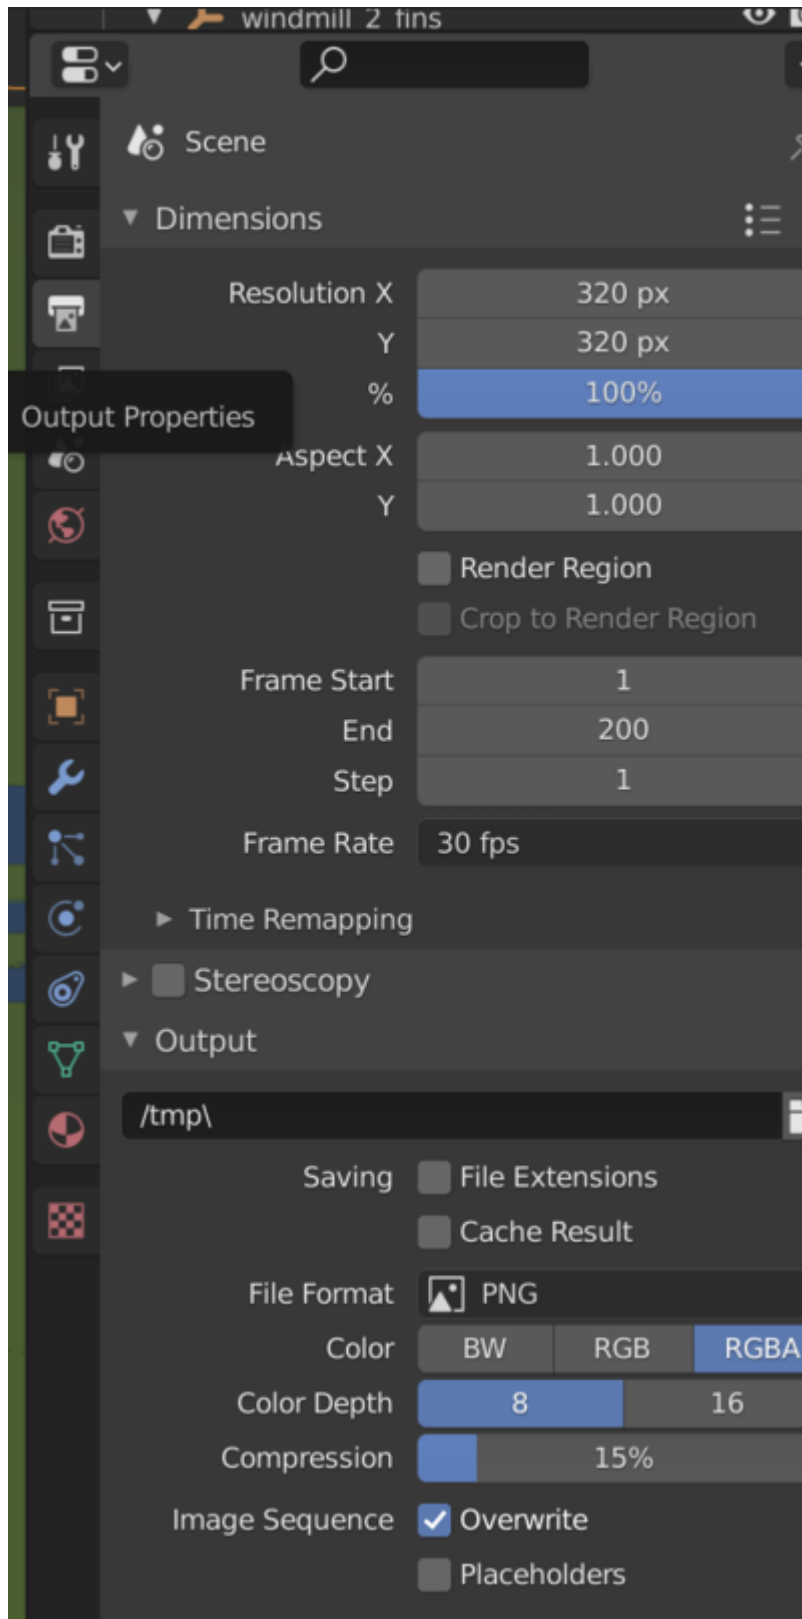 windmill_2_fins
Scene
Dimensions
Resolution X 320 px
Y 320 px
% 100%
Output Properties
Aspect X 1.000
Y 1.000
Render Region
Crop to Render Region
Frame Start 1
End 200
Step 1
Frame Rate 30 fps
Time Remapping
Stereoscopy
Output
/tmp\
Saving File Extensions
Cache Result
File Format PNG
Color BW RGB RGBA
Color Depth 8 16
Compression 15%
Image Sequence Overwrite
Placeholders